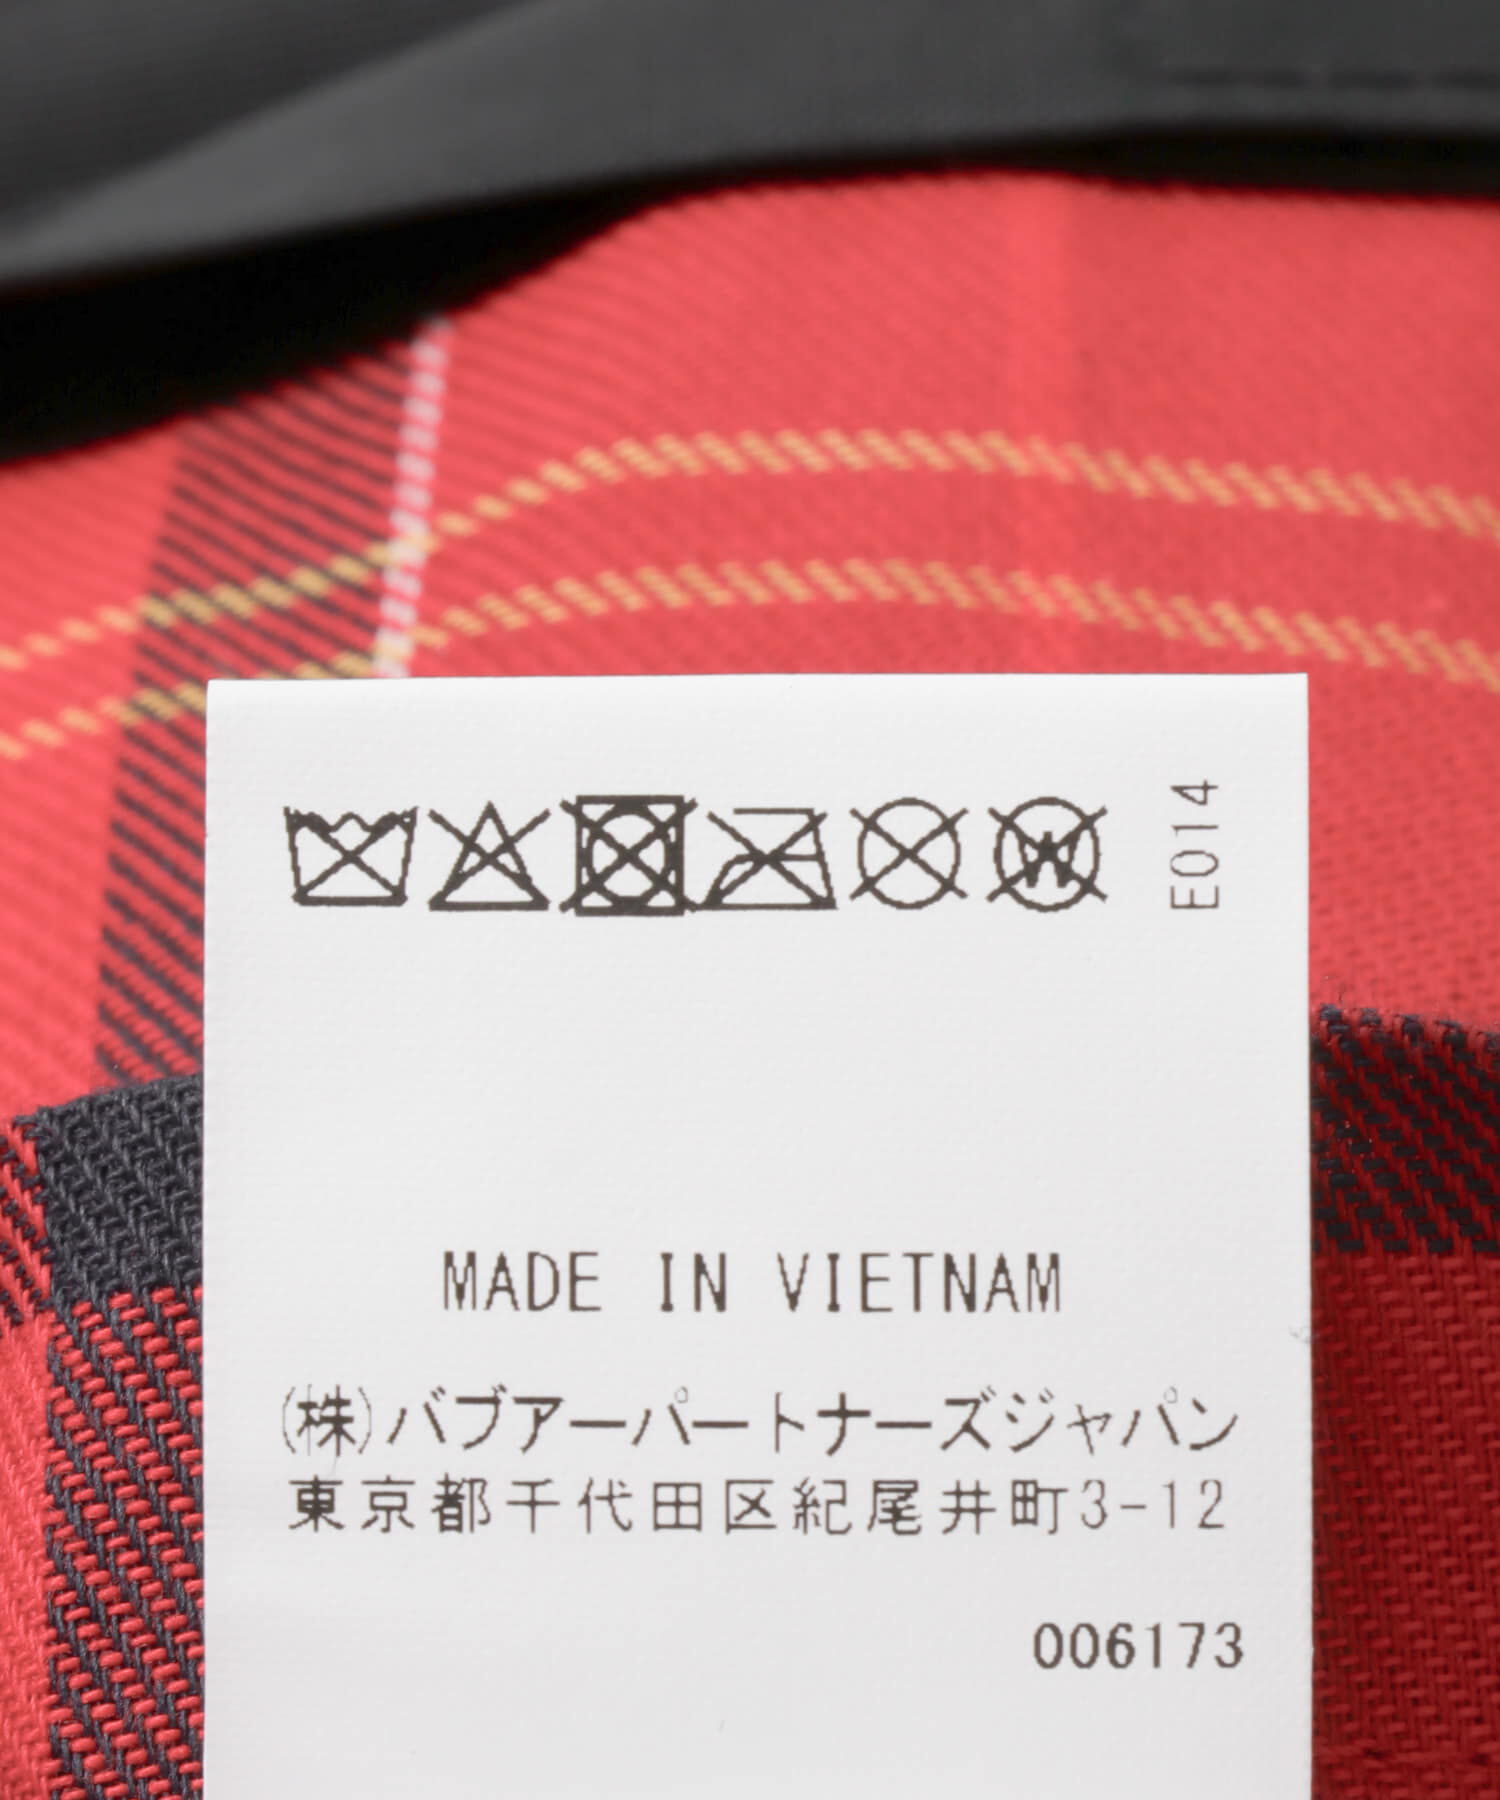 E014
MADE IN VIETNAM
(株)バブアーパートナーズジャパン
東京都千代田区紀尾井町3-12
006173